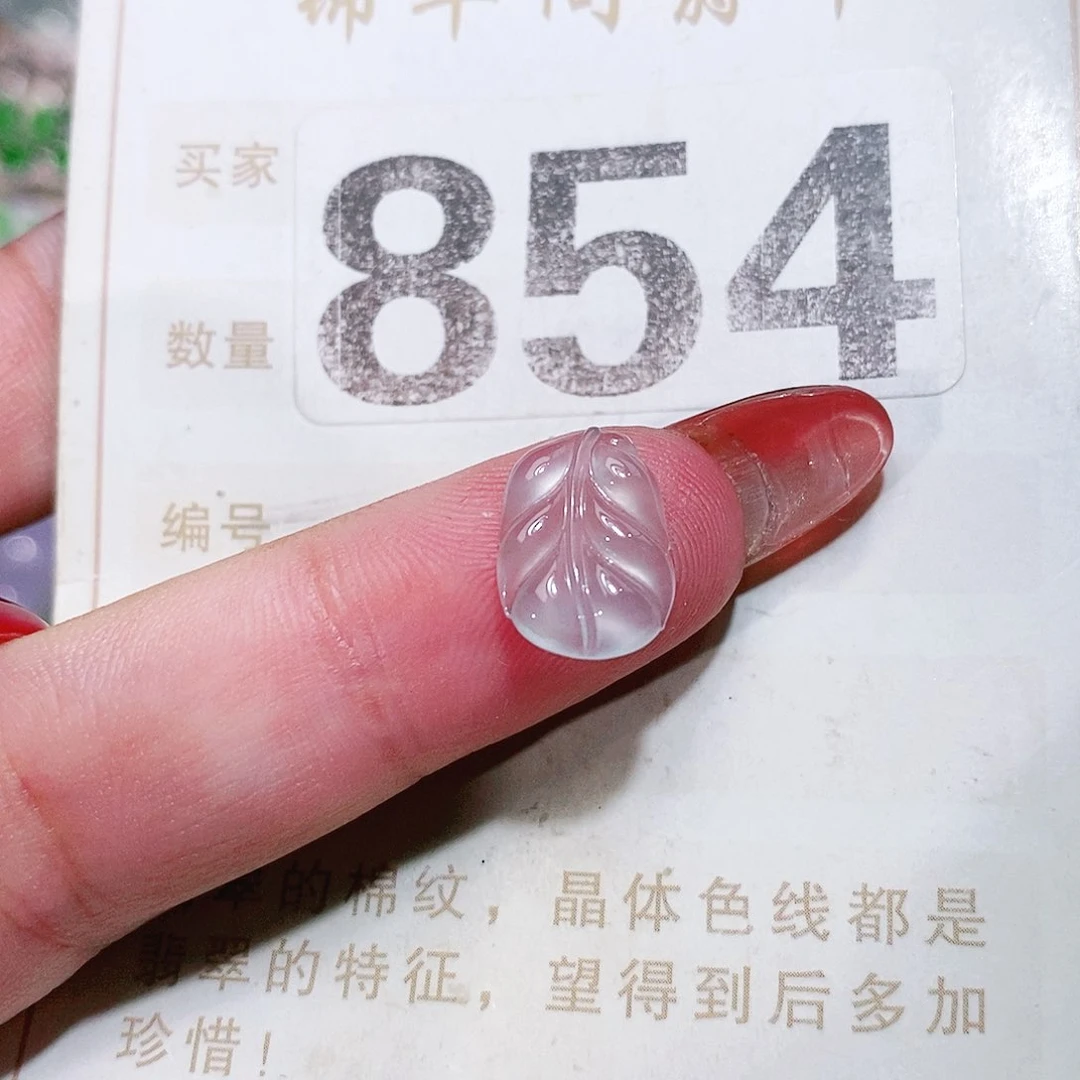 买家
854
数量
编号
翠的棉纹，晶体色线都是
翡翠的特征，望得到后多加
珍惜！